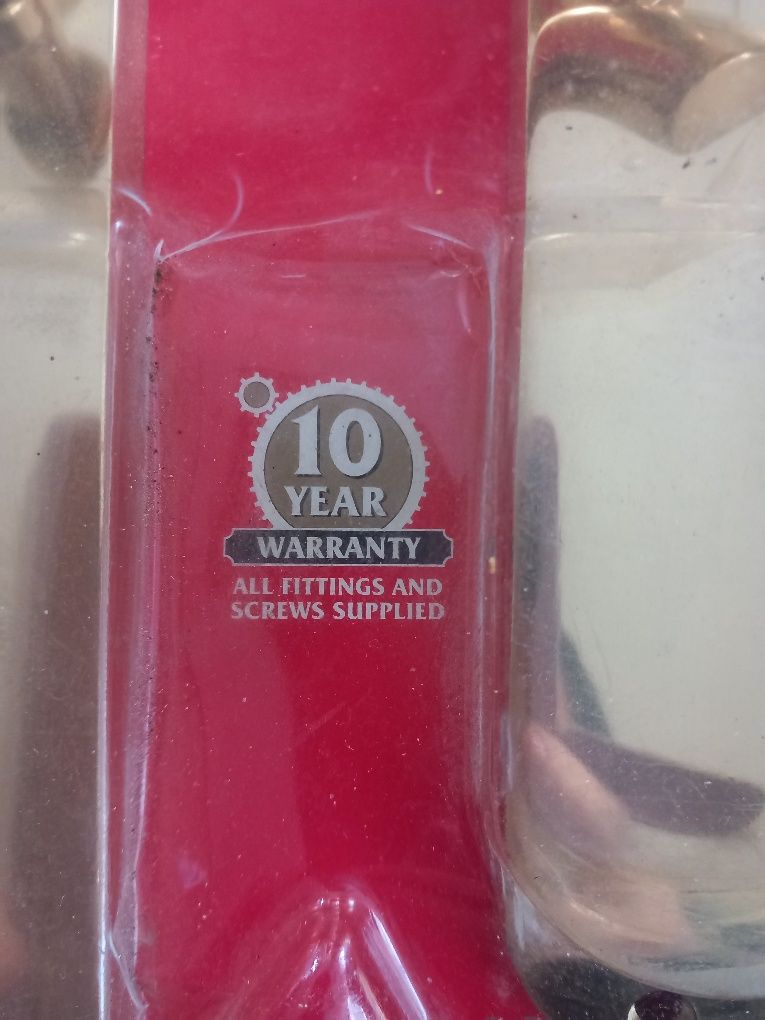 10
YEAR
WARRANTY
ALL FITTINGS AND
SCREWS SUPPLIED